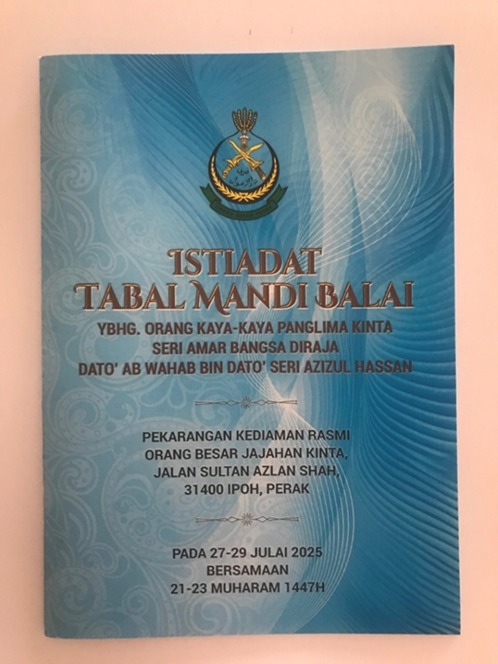 ISTIADAT
TABAL MANDI BALAI
YBHG. ORANG KAYA-KAYA PANGLIMA KINTA
SERI AMAR BANGSA DIRAJA
DATO' AB WAHAB BIN DATO' SERI AZIZUL HASSAN
PEKARANGAN KEDIAMAN RASMI
ORANG BESAR JAJAHAN KINTA,
JALAN SULTAN AZLAN SHAH,
31400 IPOH, PERAK
PADA 27-29 JULAI 2025
BERSAMAAN
21-23 MUHARAM 1447H